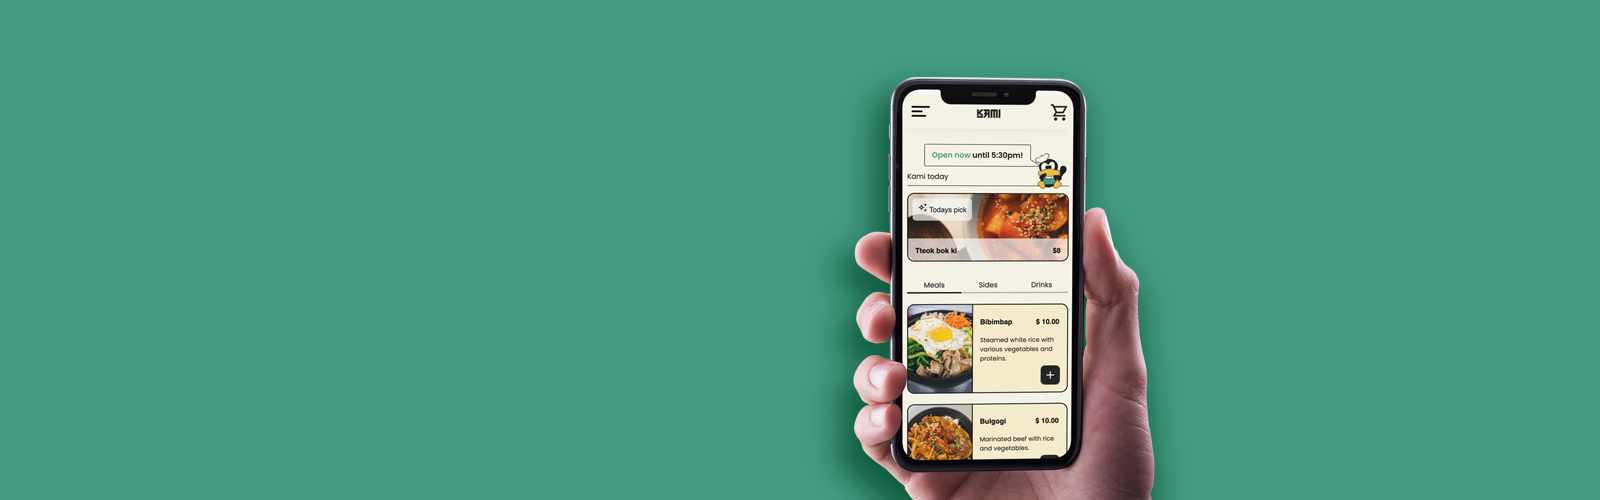 KAMI
Open now until 5:30pm!
Kami today
Todays pick
Tteok bok ki $8
Meals Sides Drinks
Bibimbap $ 10.00
Steamed white rice with
various vegetables and
proteins.
Bulgogi $ 10.00
Marinated beef with rice
and vegetables.